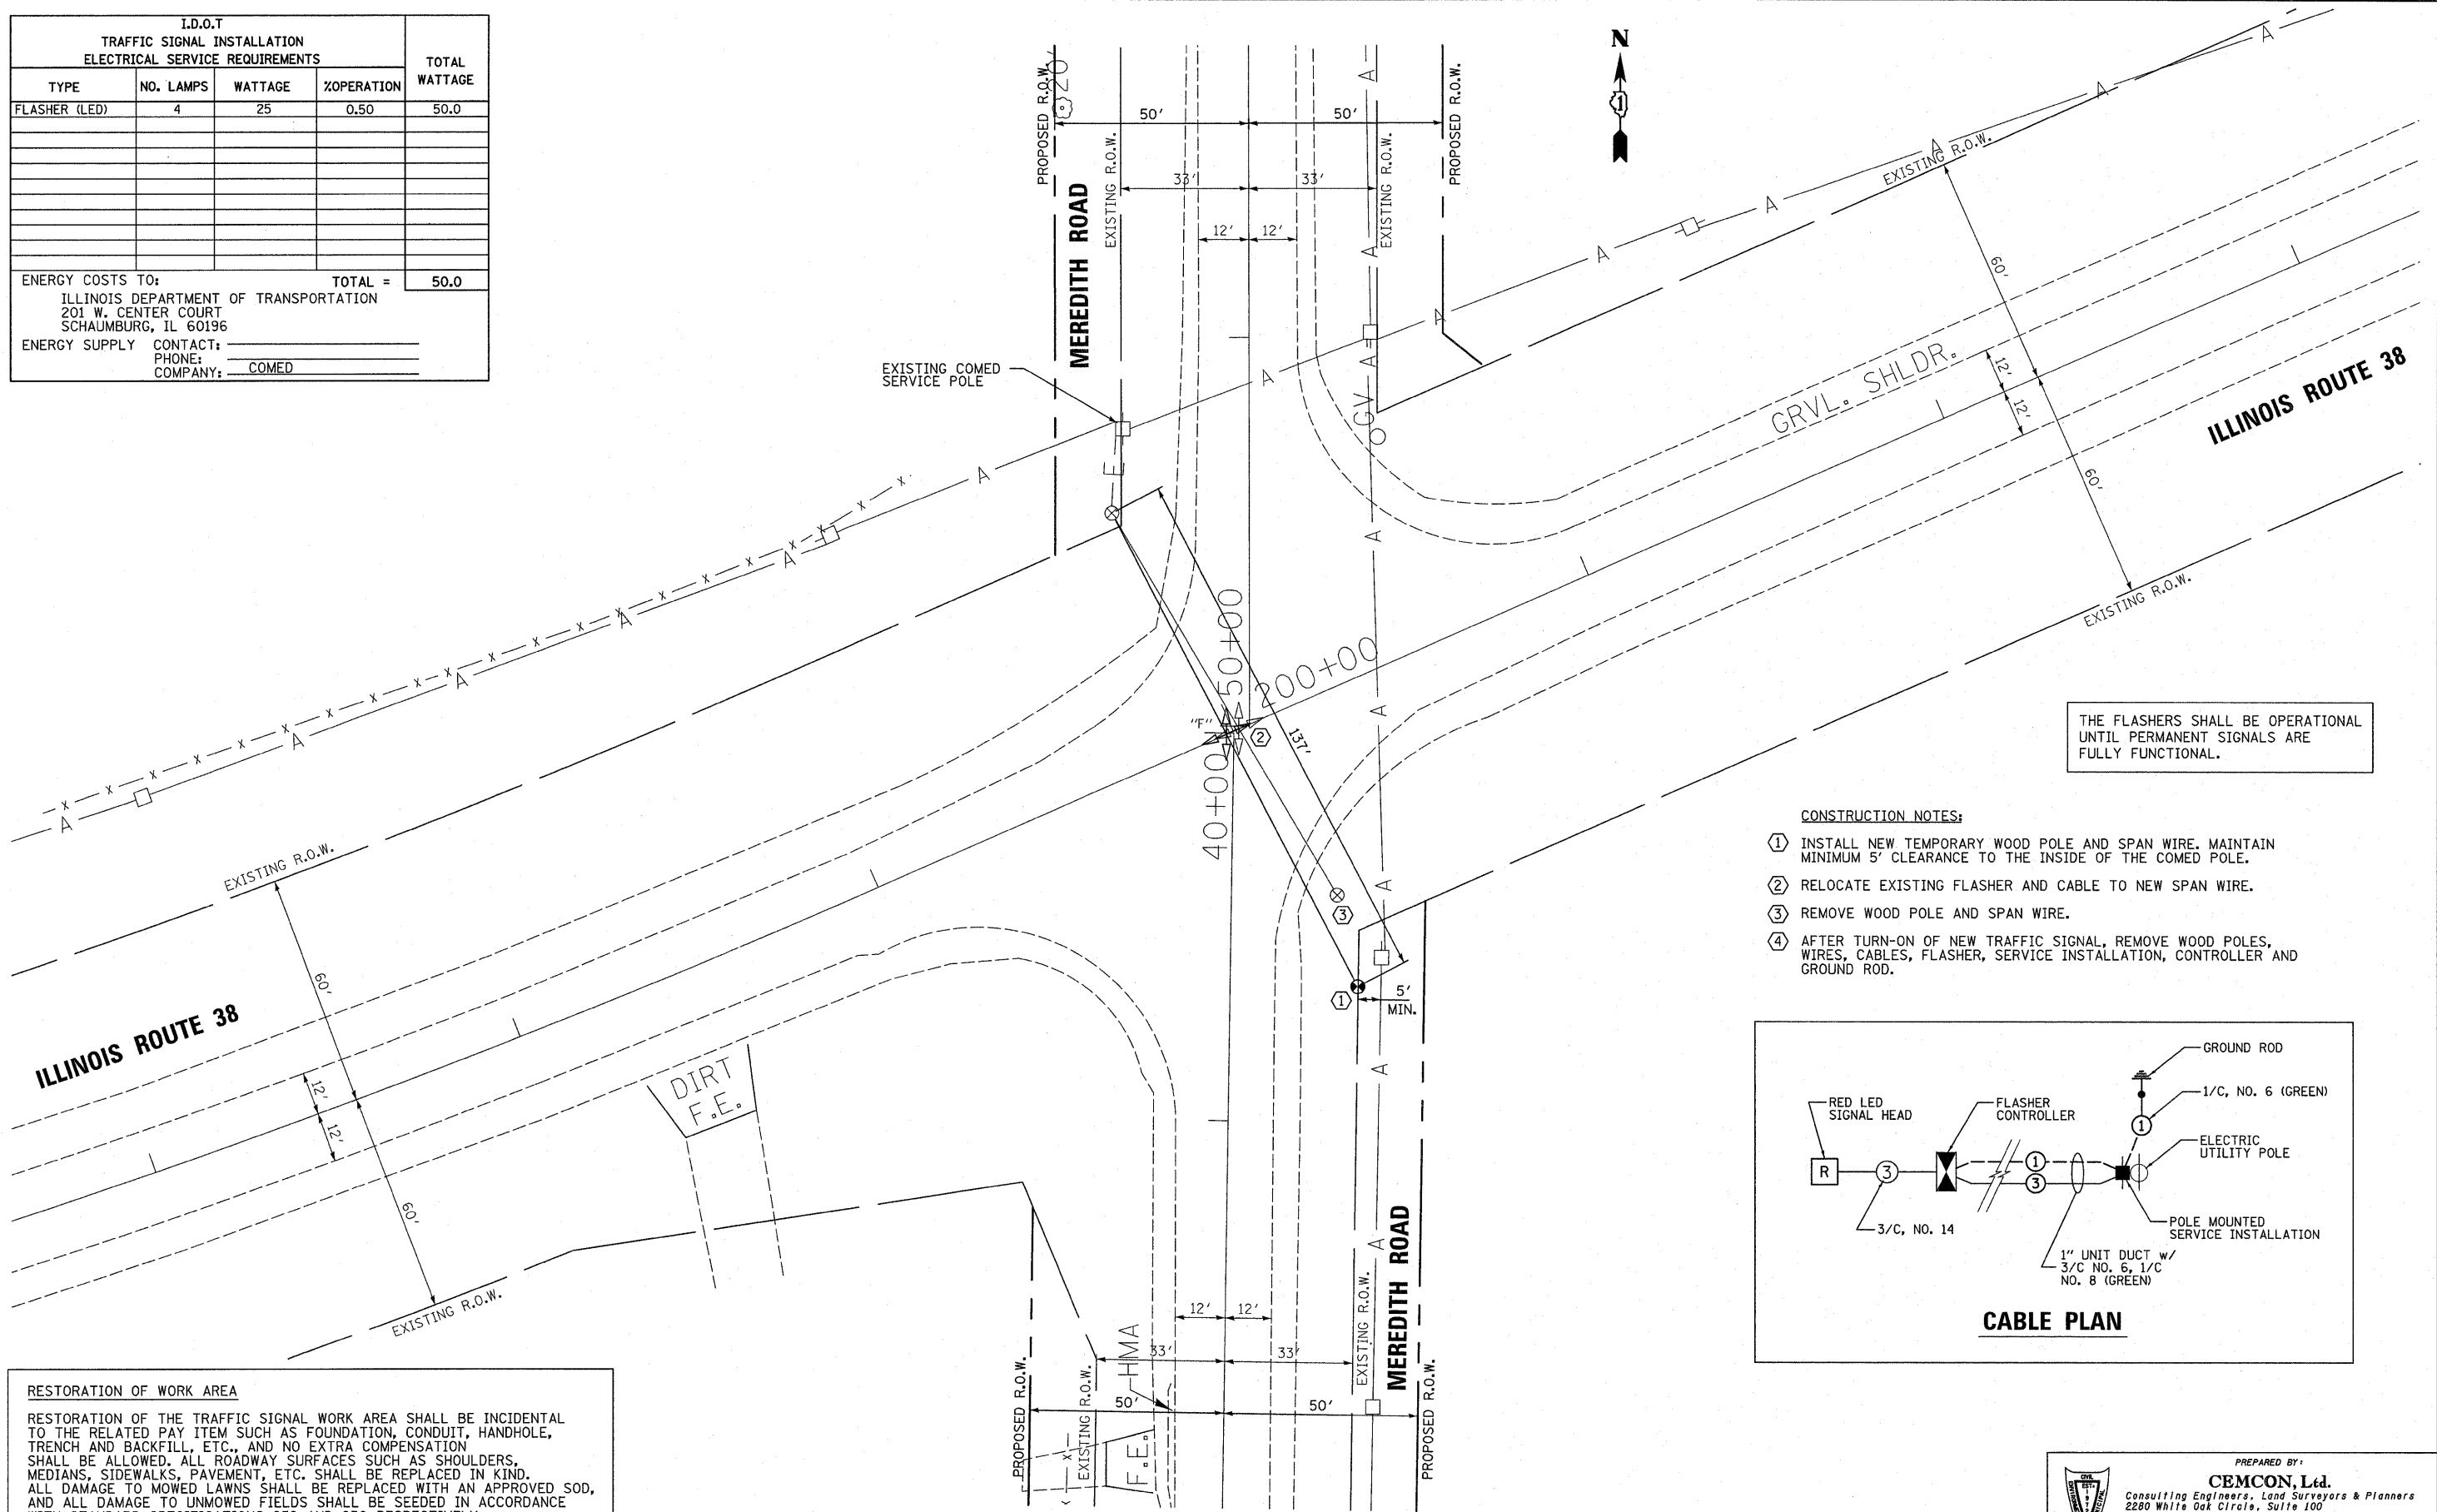 I.D.O.T
TRAFFIC SIGNAL INSTALLATION
ELECTRICAL SERVICE REQUIREMENTS
TOTAL WATTAGE
TYPE NO. LAMPS WATTAGE %OPERATION
FLASHER (LED) 4 25 0.50 50.0
ENERGY COSTS TO: TOTAL = 50.0
ILLINOIS DEPARTMENT OF TRANSPORTATION
201 W. CENTER COURT
SCHAUMBURG, IL 60196
ENERGY SUPPLY CONTACT:
PHONE:
COMPANY: COMED
N
1
PROPOSED R.O.W.
MEREDITH ROAD
EXISTING R.O.W.
EXISTING R.O.W.
PROPOSED R.O.W.
50' 50'
33' 33'
12' 12'
EXISTING COMED
SERVICE POLE
E
GV
A A A A A A A A
EXISTING R.O.W.
60'
GRVL. SHLDR.
12'
12'
60'
ILLINOIS ROUTE 38
EXISTING R.O.W.
50+00
200+00
"F"
2
137'
40+00
3
1
5'
MIN.
THE FLASHERS SHALL BE OPERATIONAL
UNTIL PERMANENT SIGNALS ARE
FULLY FUNCTIONAL.
CONSTRUCTION NOTES:
1 INSTALL NEW TEMPORARY WOOD POLE AND SPAN WIRE. MAINTAIN
MINIMUM 5' CLEARANCE TO THE INSIDE OF THE COMED POLE.
2 RELOCATE EXISTING FLASHER AND CABLE TO NEW SPAN WIRE.
3 REMOVE WOOD POLE AND SPAN WIRE.
4 AFTER TURN-ON OF NEW TRAFFIC SIGNAL, REMOVE WOOD POLES,
WIRES, CABLES, FLASHER, SERVICE INSTALLATION, CONTROLLER AND
GROUND ROD.
EXISTING R.O.W.
60'
ILLINOIS ROUTE 38
12'
12'
60'
EXISTING R.O.W.
DIRT
F.E.
GROUND ROD
1/C, NO. 6 (GREEN)
RED LED
SIGNAL HEAD
FLASHER
CONTROLLER
1
ELECTRIC
UTILITY POLE
R 3 1 3
3/C, NO. 14
POLE MOUNTED
SERVICE INSTALLATION
1" UNIT DUCT w/
3/C NO. 6, 1/C
NO. 8 (GREEN)
CABLE PLAN
12' 12'
33' 33'
50' 50'
HMA
F.E.
PROPOSED R.O.W.
EXISTING R.O.W.
EXISTING R.O.W.
MEREDITH ROAD
PROPOSED R.O.W.
RESTORATION OF WORK AREA
RESTORATION OF THE TRAFFIC SIGNAL WORK AREA SHALL BE INCIDENTAL
TO THE RELATED PAY ITEM SUCH AS FOUNDATION, CONDUIT, HANDHOLE,
TRENCH AND BACKFILL, ETC., AND NO EXTRA COMPENSATION
SHALL BE ALLOWED. ALL ROADWAY SURFACES SUCH AS SHOULDERS,
MEDIANS, SIDEWALKS, PAVEMENT, ETC. SHALL BE REPLACED IN KIND.
ALL DAMAGE TO MOWED LAWNS SHALL BE REPLACED WITH AN APPROVED SOD,
AND ALL DAMAGE TO UNMOWED FIELDS SHALL BE SEEDED IN ACCORDANCE
PREPARED BY:
CEMCON, Ltd.
Consulting Engineers, Land Surveyors & Planners
2280 White Oak Circle, Suite 100